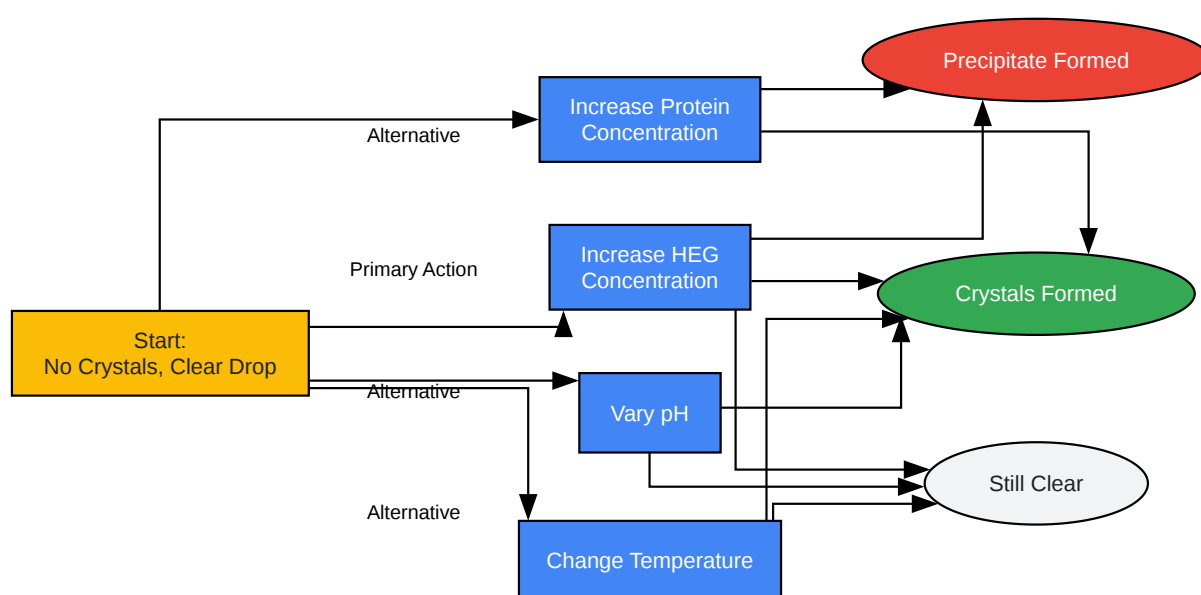 Precipitate Formed
Increase Protein
Concentration
Alternative
Increase HEG
Concentration
Primary Action
Crystals Formed
Start:
No Crystals, Clear Drop
Alternative
Vary pH
Still Clear
Alternative
Change Temperature